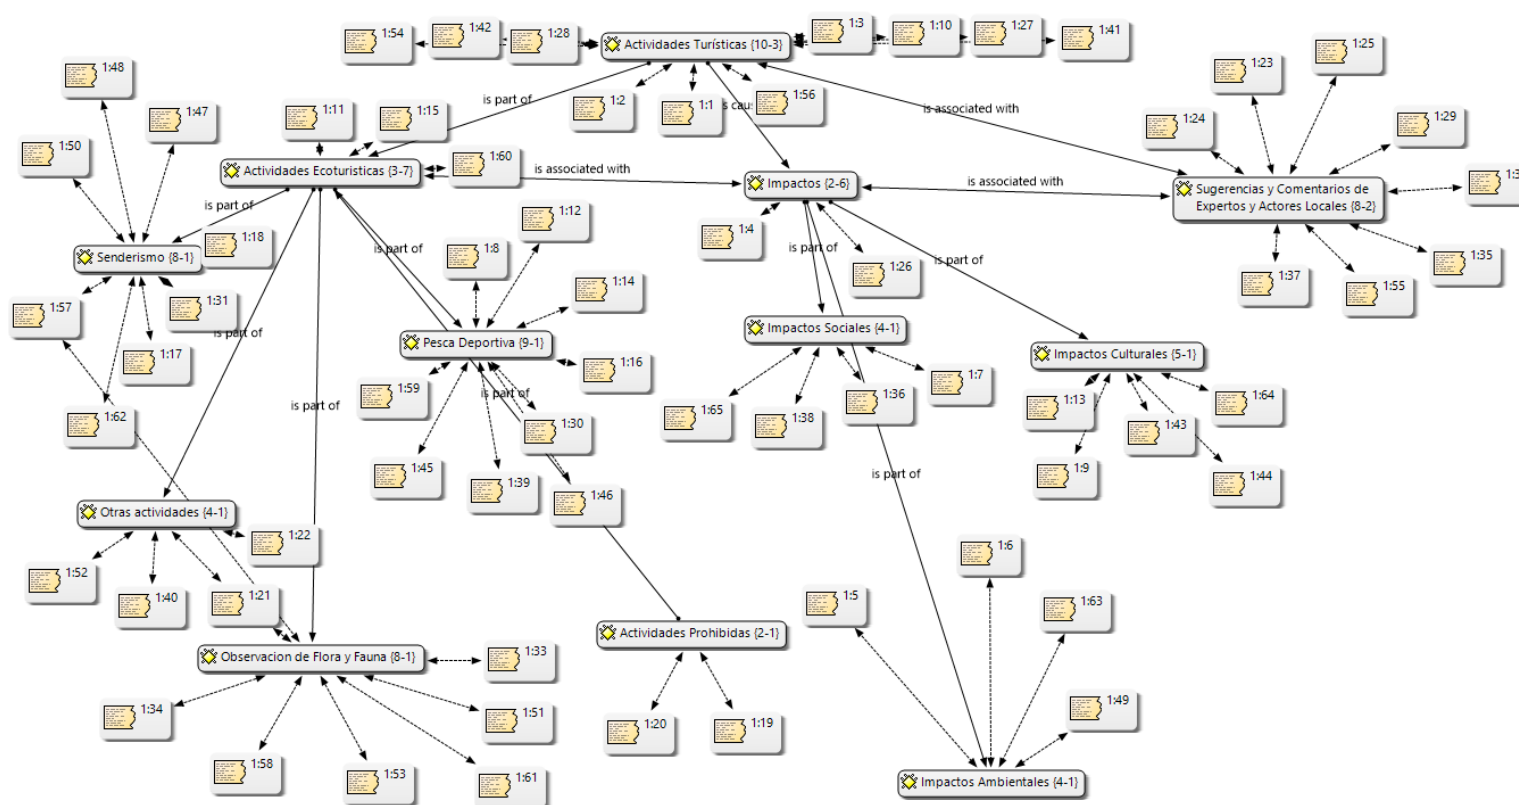 1:54
1:42
1:28
Actividades Turísticas {10-3}
1:3
1:10
1:27
1:41
1:48
1:47
1:50
1:11
1:15
is part of
1:2
1:1
is cau
1:56
is associated with
1:23
1:25
1:24
1:29
Actividades Ecoturisticas {3-7}
1:60
is associated with
Impactos {2-6}
is associated with
Sugerencias y Comentarios de
Expertos y Actores Locales {8-2}
1:3
is part of
1:18
Senderismo {8-1}
1:57
1:31
1:17
is part of
1:62
is part of
1:12
1:8
is part of
1:14
Pesca Deportiva {9-1}
1:16
1:59
is part of
1:30
1:45
1:39
1:46
1:4
is part of
1:26
is part of
1:37
1:55
1:35
Impactos Sociales {4-1}
1:7
1:36
1:65
1:38
Impactos Culturales {5-1}
1:13
1:64
1:43
1:9
1:44
is part of
Otras actividades {4-1}
1:22
1:52
1:40
1:21
Observacion de Flora y Fauna {8-1}
1:33
1:34
1:51
1:58
1:53
1:61
Actividades Prohibidas {2-1}
1:20
1:19
1:6
1:5
1:63
1:49
Impactos Ambientales {4-1}